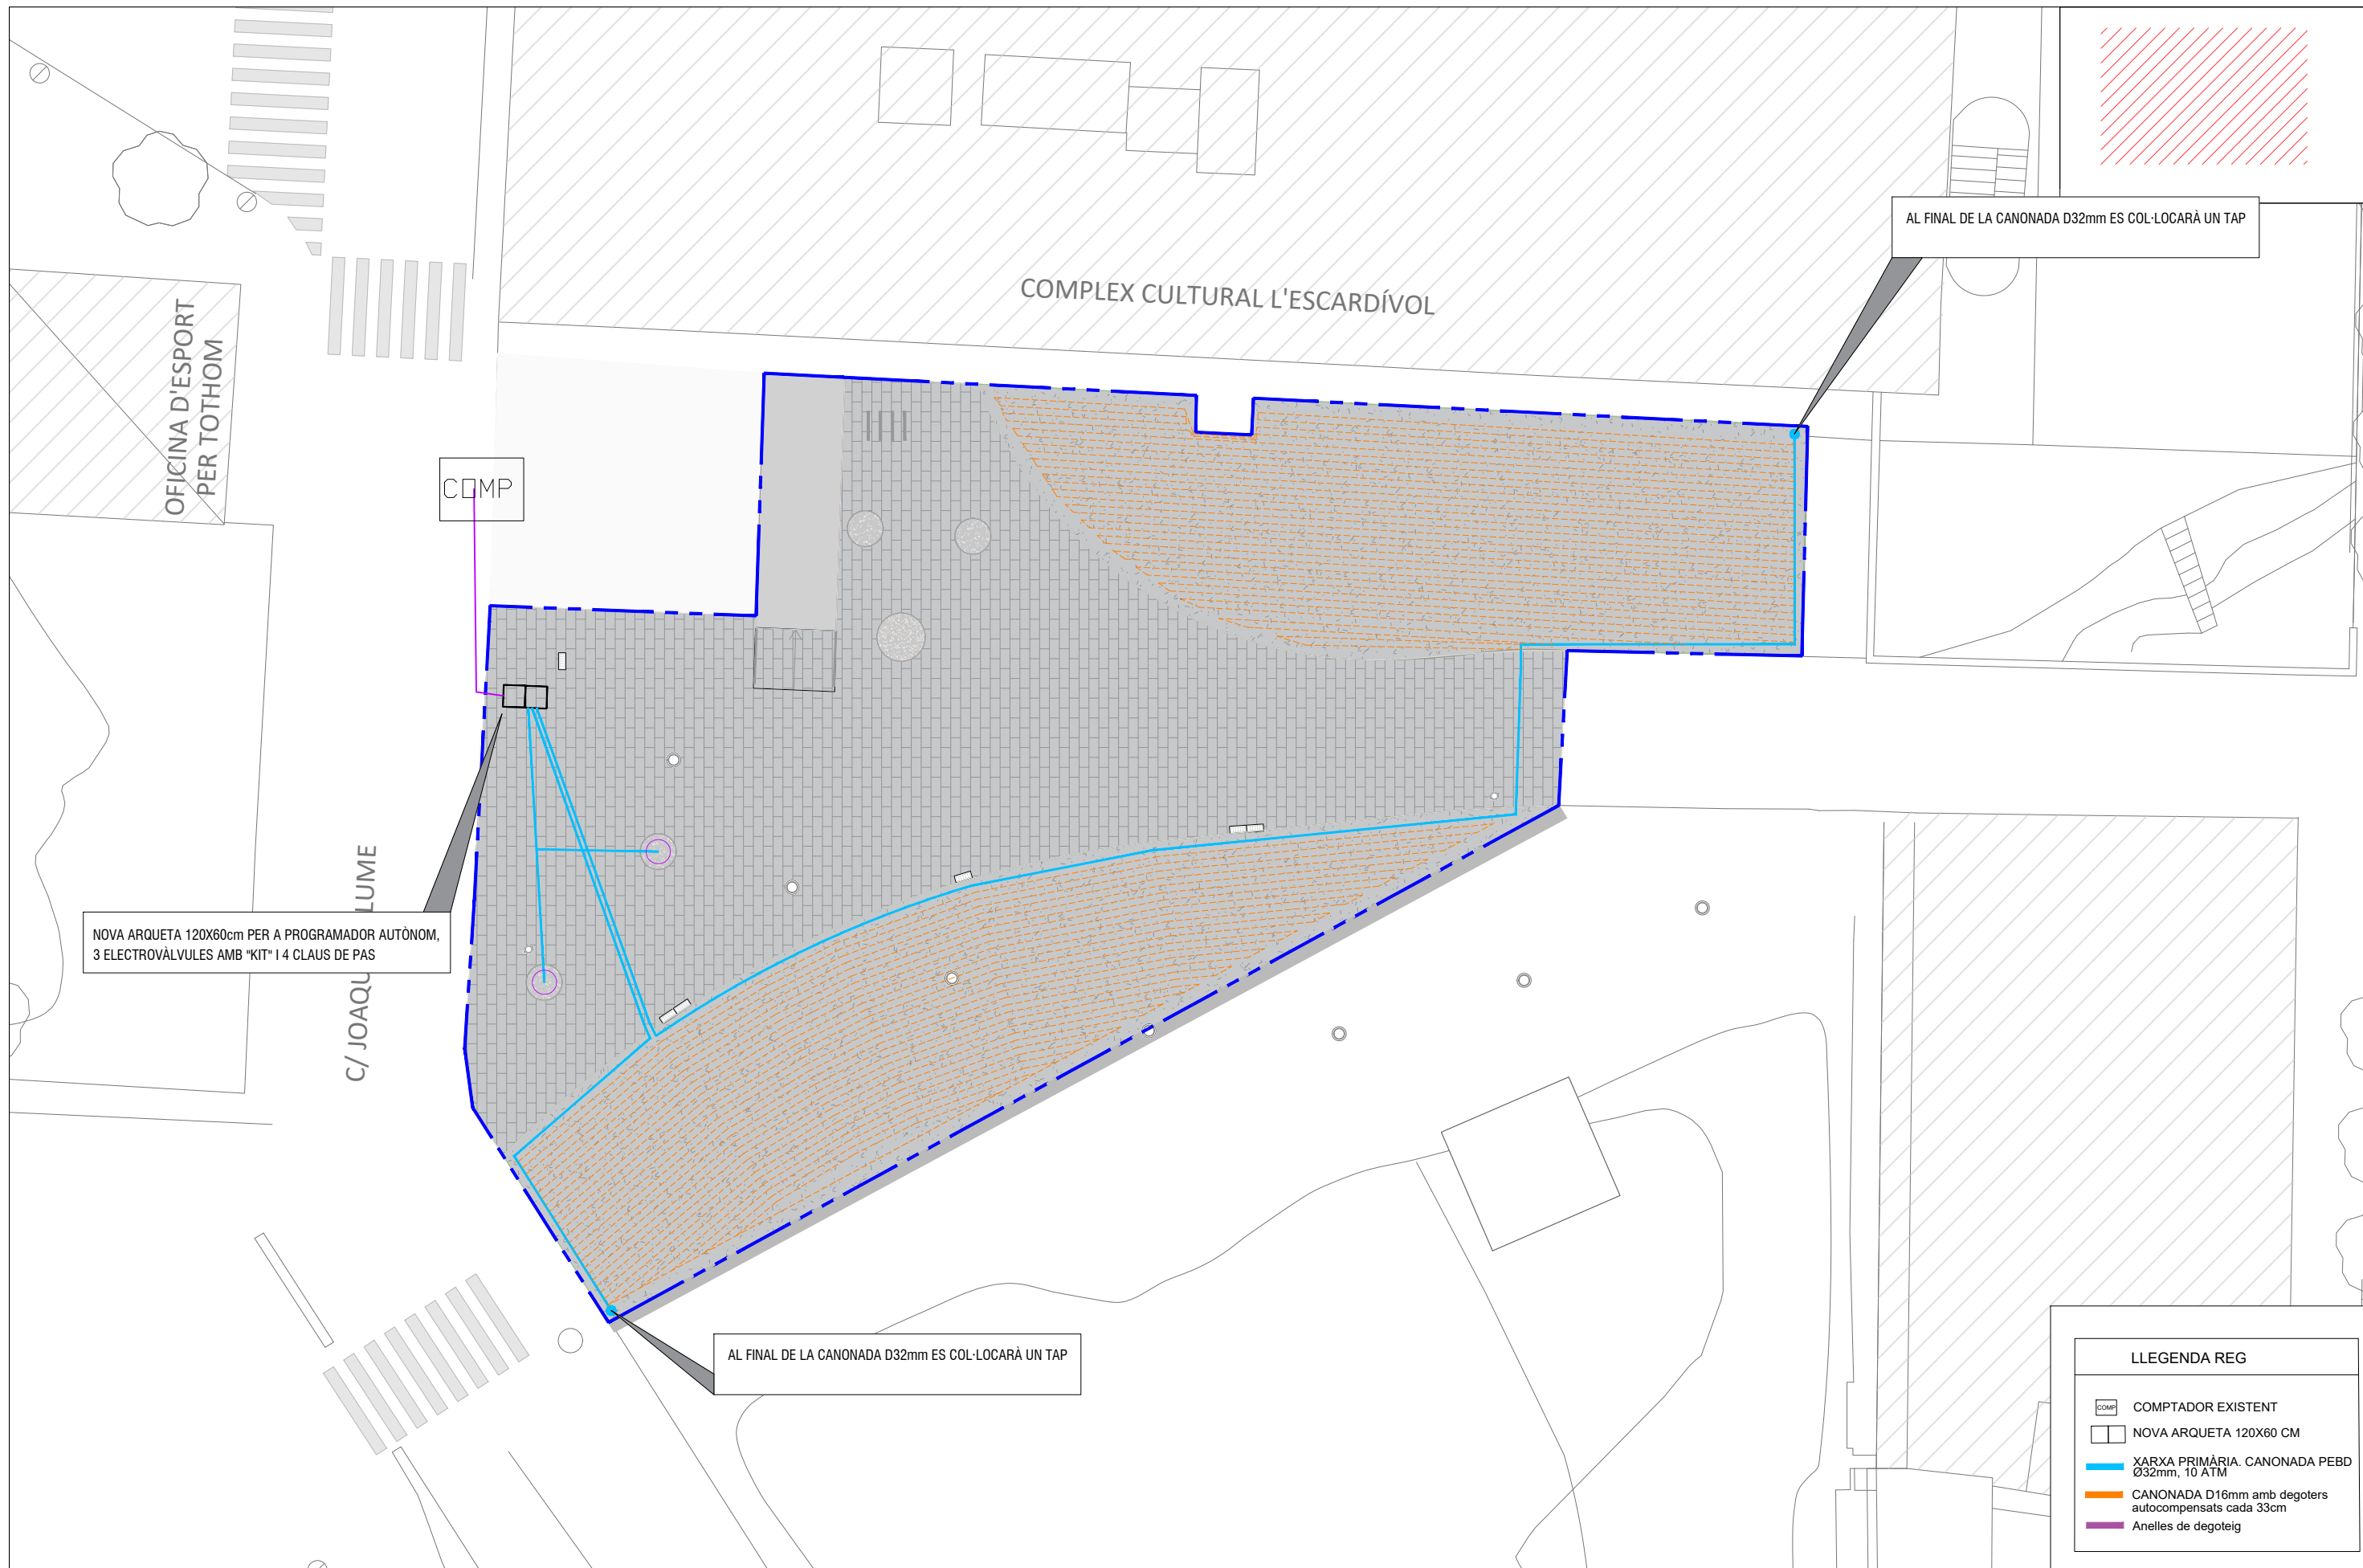 AL FINAL DE LA CANONADA D32mm ES COL·LOCARÀ UN TAP
COMPLEX CULTURAL L'ESCARDÍVOL
OFICINA D'ESPORT
PER TOTHOM
COMP
NOVA ARQUETA 120X60cm PER A PROGRAMADOR AUTÒNOM,
3 ELECTROVÀLVULES AMB "KIT" I 4 CLAUS DE PAS
C/ JOAQU LUME
AL FINAL DE LA CANONADA D32mm ES COL·LOCARÀ UN TAP
LLEGENDA REG
COMP COMPTADOR EXISTENT
NOVA ARQUETA 120X60 CM
XARXA PRIMÀRIA. CANONADA PEBD
Ø32mm, 10 ATM
CANONADA D16mm amb degoters
autocompensats cada 33cm
Anelles de degoteig